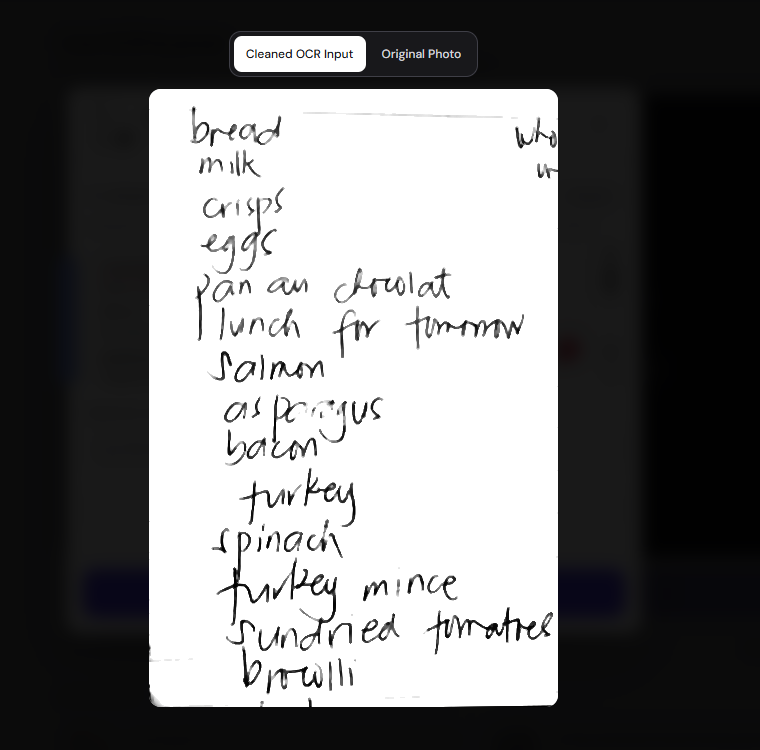 Cleaned OCR Input Original Photo
bread
milk
crisps
eggs
pan au chocolat
lunch for tomorrow
salmon
asparagus
bacon
turkey
spinach
turkey mince
sundried tomatoes
browlli